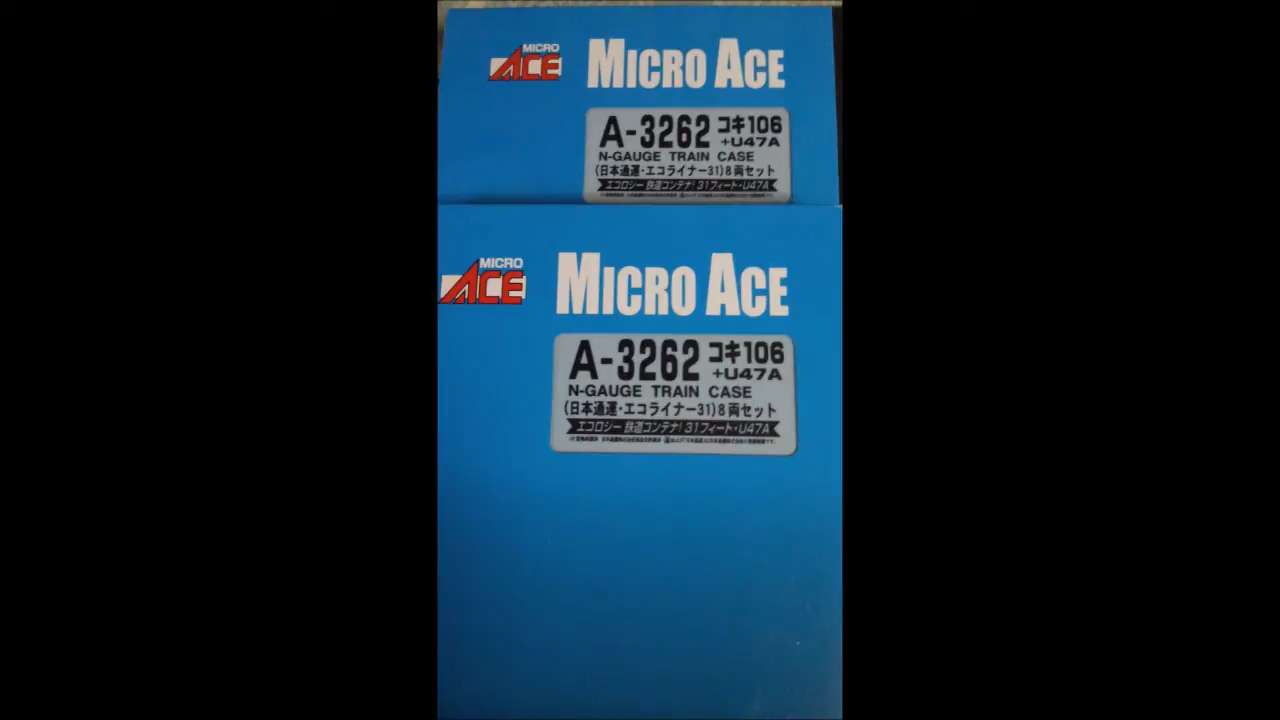 MICRO
ACE
MICRO ACE
A-3262 コキ106
+U47A
N-GAUGE TRAIN CASE
(日本通運・エコライナー31)8両セット
エコロジー 鉄道コンテナ! 31フィート・U47A
MICRO
ACE
MICRO ACE
A-3262 コキ106
+U47A
N-GAUGE TRAIN CASE
(日本通運・エコライナー31)8両セット
エコロジー 鉄道コンテナ! 31フィート・U47A